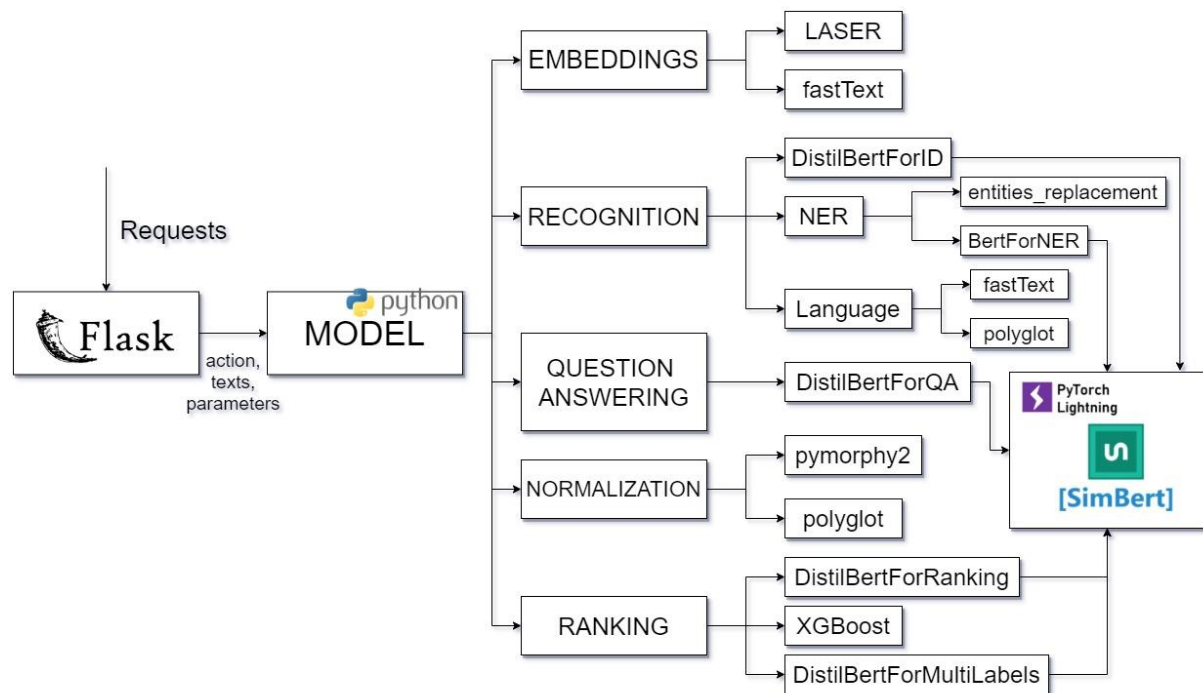 Requests
Flask
action,
texts,
parameters
python
MODEL
EMBEDDINGS
LASER
fastText
RECOGNITION
DistilBertForID
NER
entities_replacement
BertForNER
Language
fastText
polyglot
QUESTION
ANSWERING
DistilBertForQA
NORMALIZATION
pymorphy2
polyglot
RANKING
DistilBertForRanking
XGBoost
DistilBertForMultiLabels
PyTorch
Lightning
[SimBert]